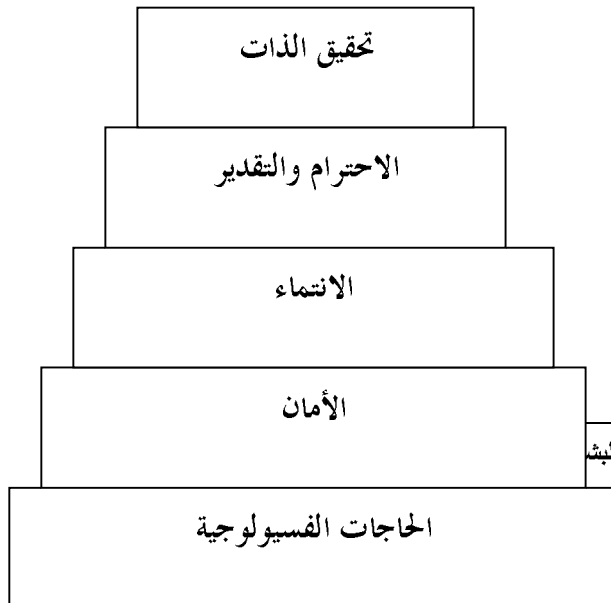 تحقيق الذات
الاحترام والتقدير
الانتماء
الأمان
الحاجات الفسيولوجية